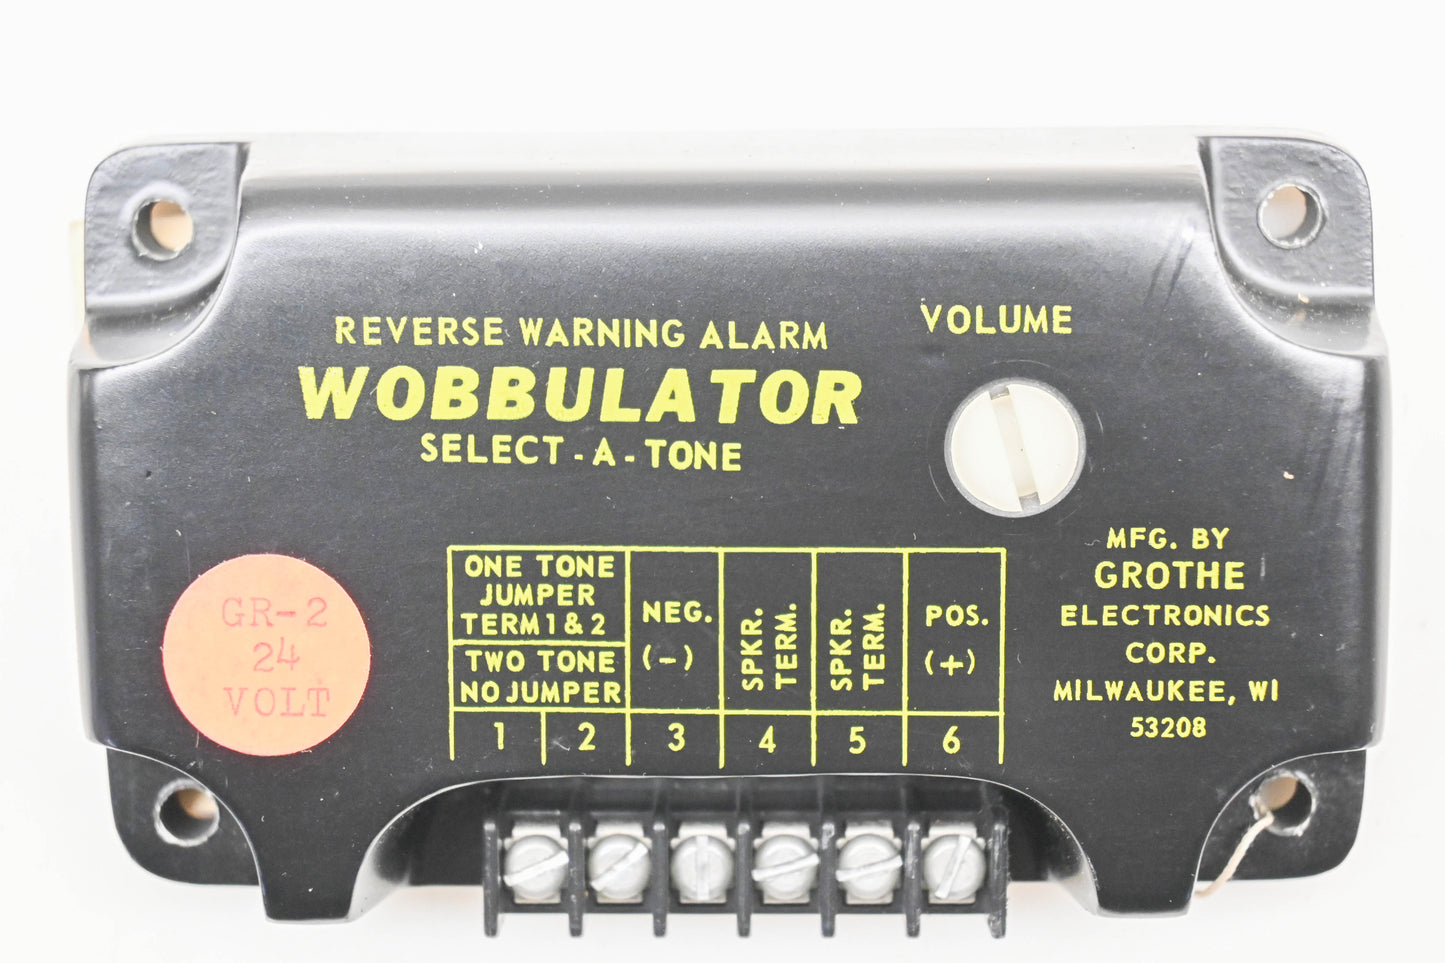 REVERSE WARNING ALARM
WOBBULATOR
SELECT-A-TONE
VOLUME
MFG. BY
GROTHE
ELECTRONICS
CORP.
MILWAUKEE, WI
53208
GR-2
24
VOLT
ONE TONE
JUMPER
TERM 1 & 2
TWO TONE
NO JUMPER
NEG.
(-)
SPKR.
TERM.
SPKR.
TERM.
POS.
(+)
1 2 3 4 5 6